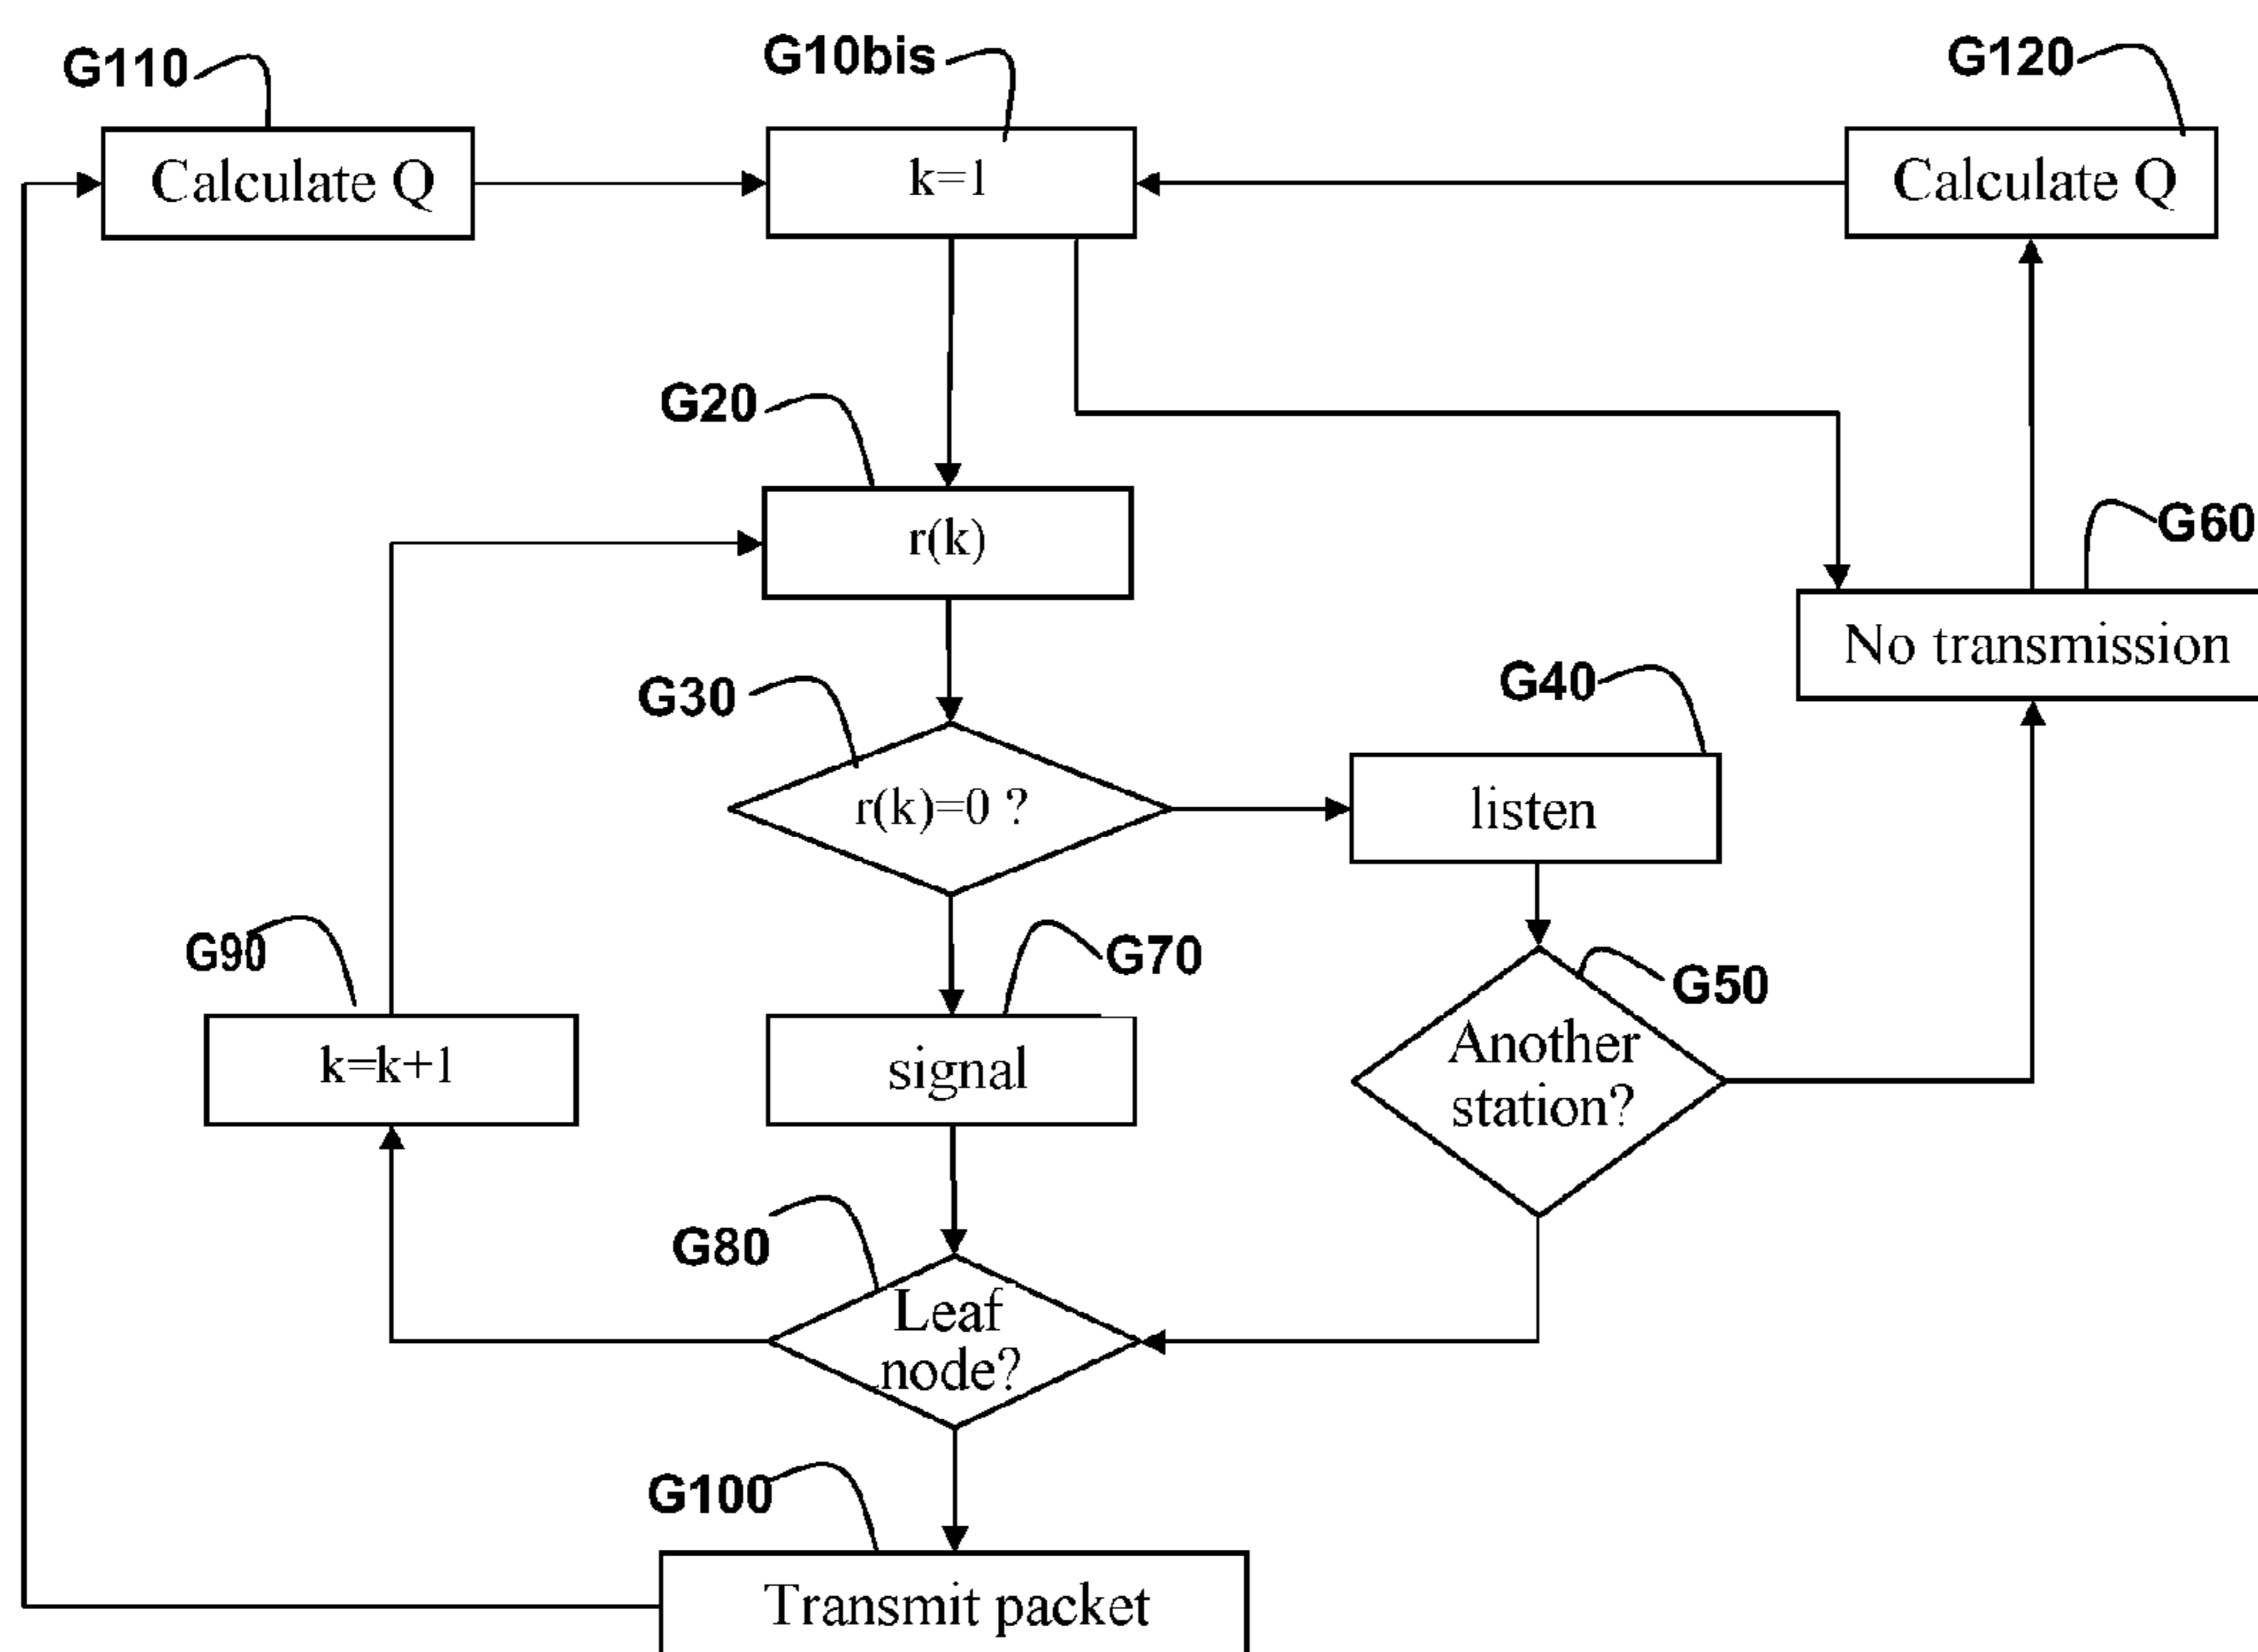 G110
G10bis
G120
Calculate Q
k=1
Calculate Q
G20
r(k)
G60
No transmission
G30
G40
r(k)=0 ?
listen
G90
G70
G50
k=k+1
signal
Another
station?
G80
Leaf
node?
G100
Transmit packet